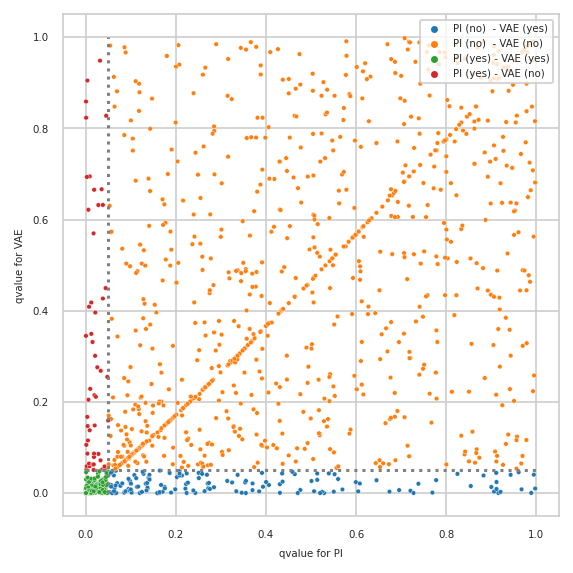 PI (no)  - VAE (yes)
PI (no)  - VAE (no)
PI (yes) - VAE (yes)
PI (yes) - VAE (no)
1.0
0.8
0.6
0.4
0.2
0.0
qvalue for VAE
0.0 0.2 0.4 0.6 0.8 1.0
qvalue for PI